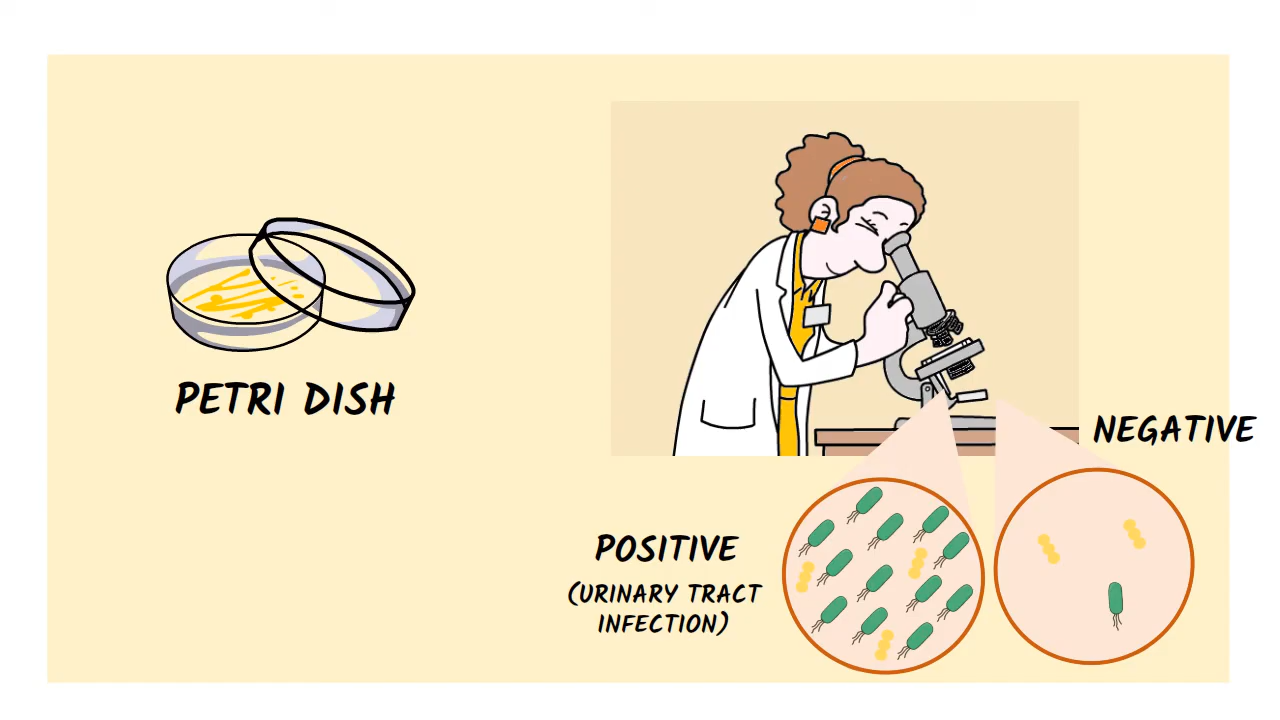 PETRI DISH
NEGATIVE
POSITIVE
(URINARY TRACT
INFECTION)